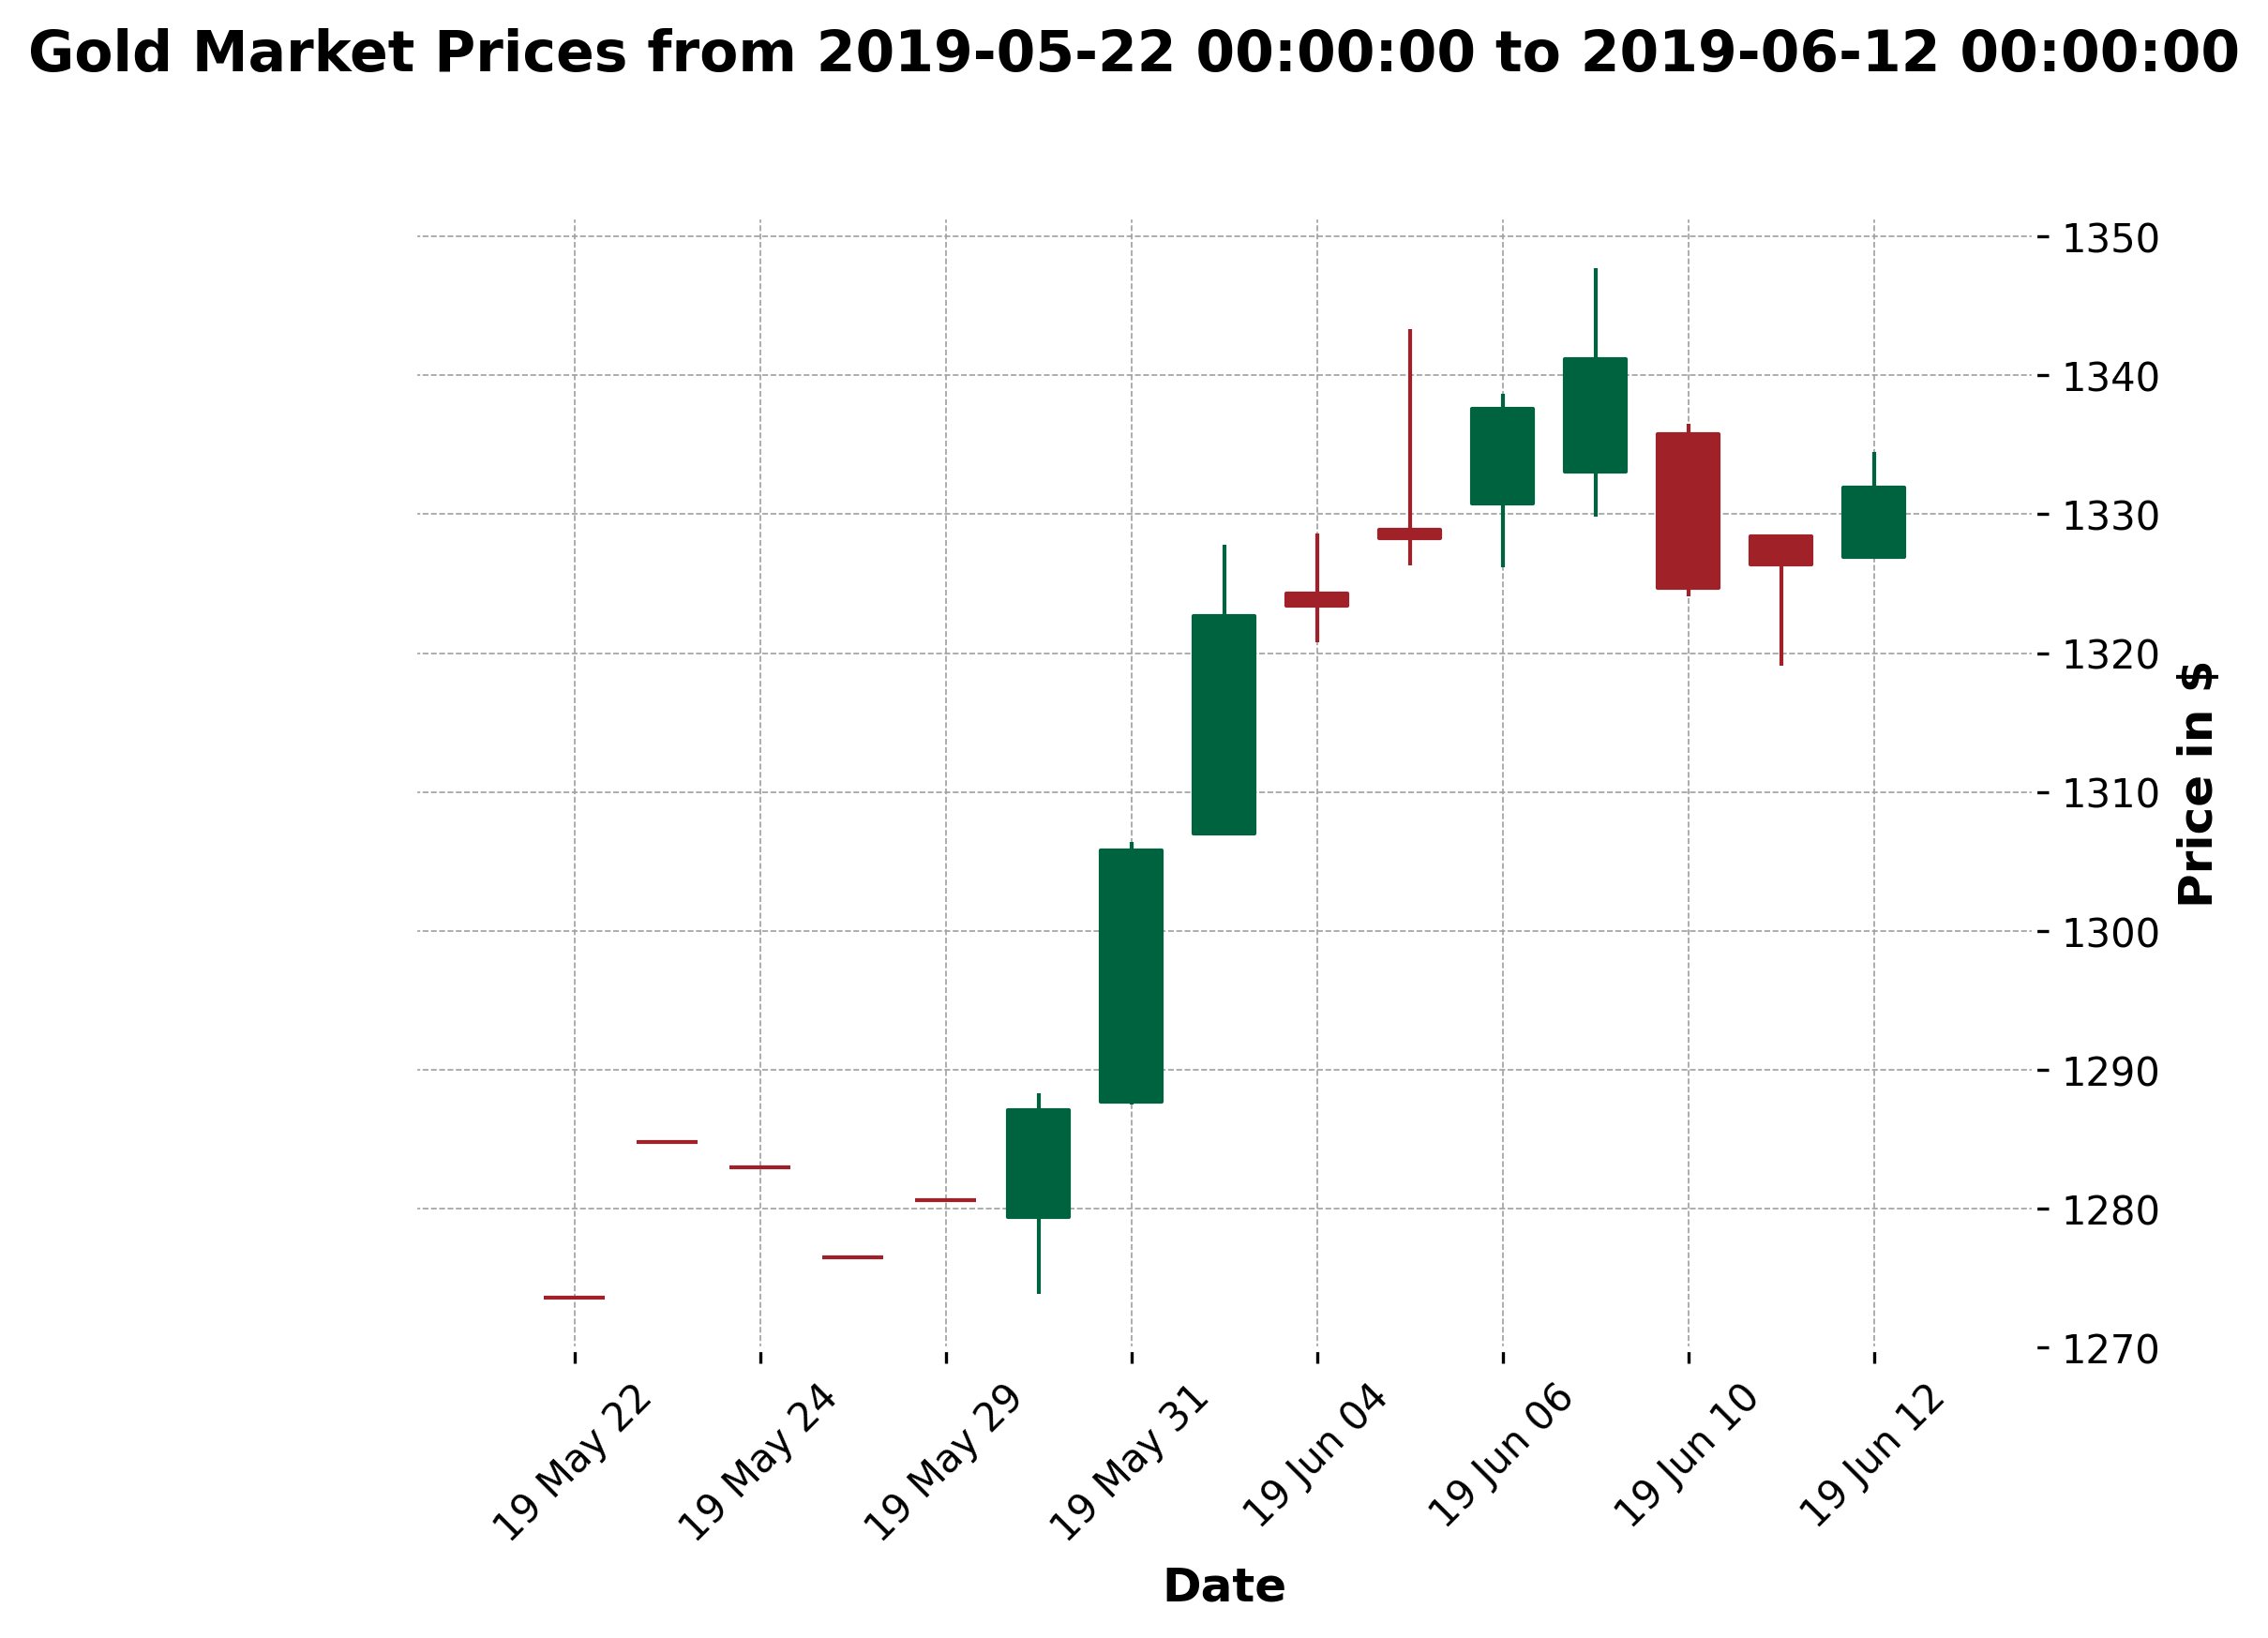 Gold Market Prices from 2019-05-22 00:00:00 to 2019-06-12 00:00:00
1350
1340
1330
1320
1310
1300
1290
1280
1270
Price in $
19 May 22
19 May 24
19 May 29
19 May 31
19 Jun 04
19 Jun 06
19 Jun 10
19 Jun 12
Date